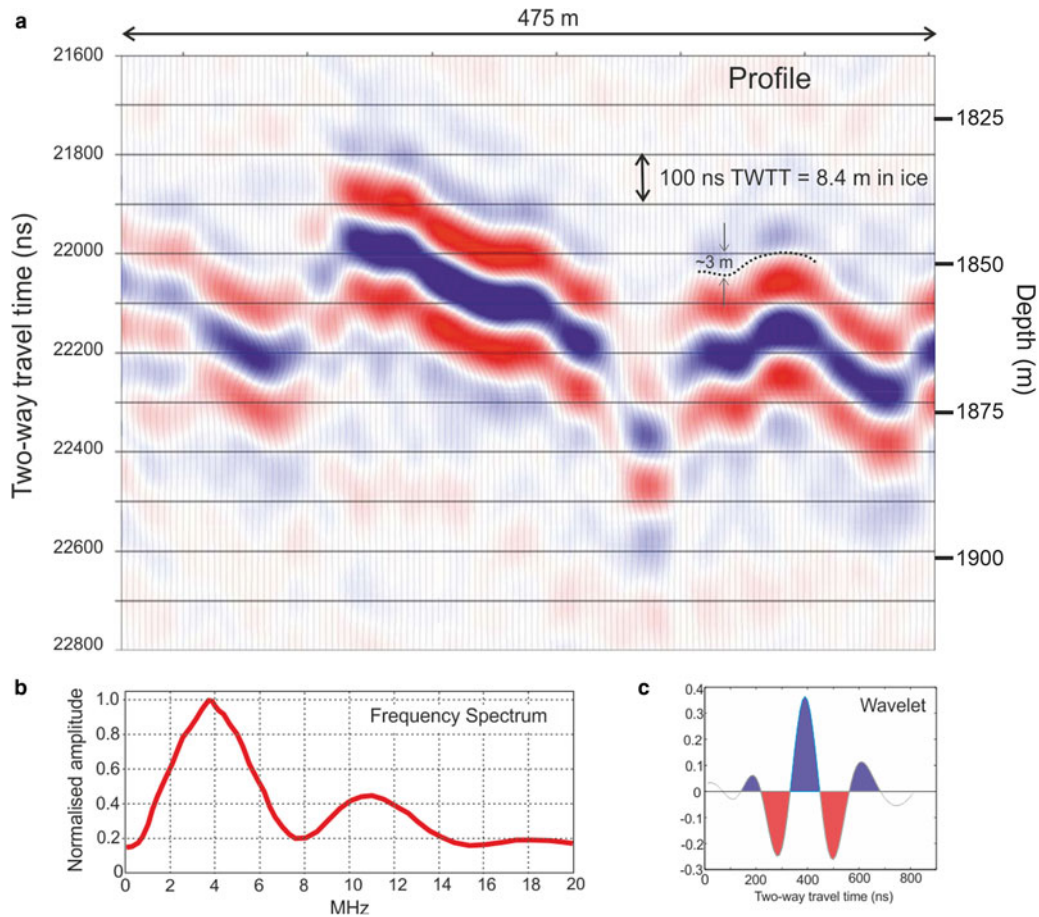 a
475 m
Profile
21600
21800
22000
22200
22400
22600
22800
Two-way travel time (ns)
100 ns TWTT = 8.4 m in ice
~3 m
1825
1850
1875
1900
Depth (m)
b
Frequency Spectrum
Normalised amplitude
1.0
0.8
0.6
0.4
0.2
0
0 2 4 6 8 10 12 14 16 18 20
MHz
c
Wavelet
0.4
0.3
0.2
0.1
0
-0.1
-0.2
-0.3
0 200 400 600 800
Two-way travel time (ns)